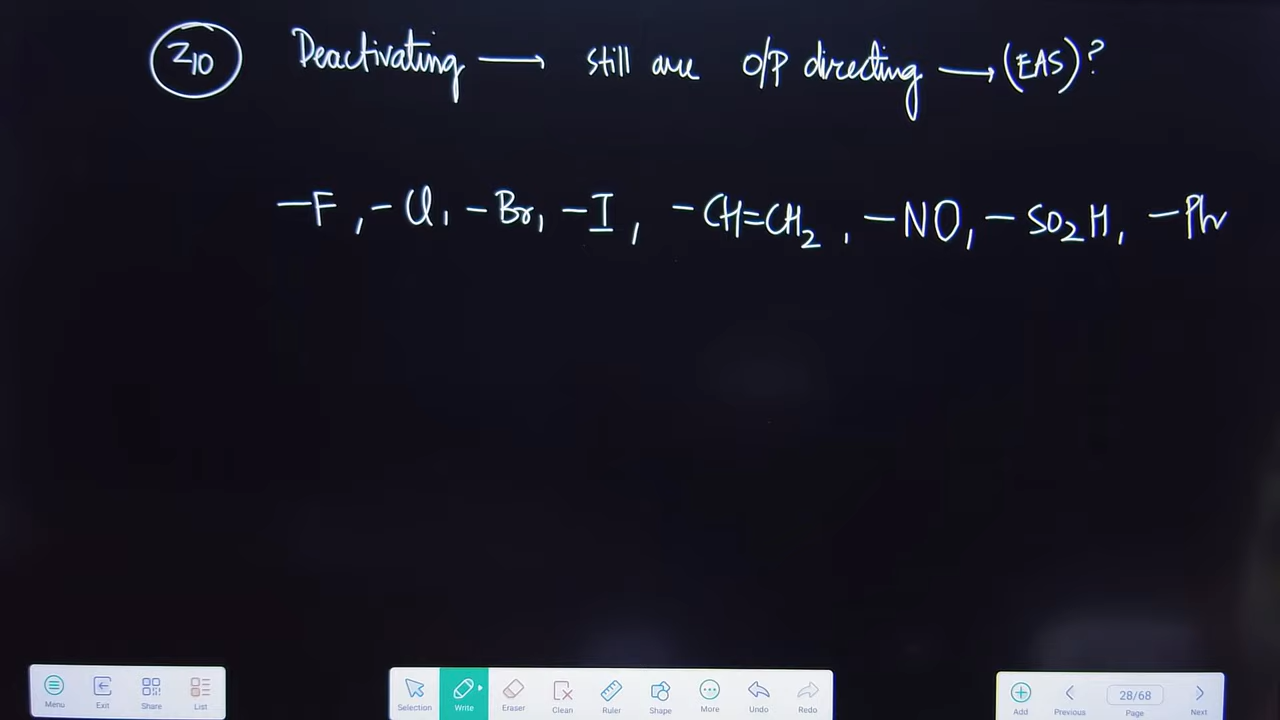 210 Deactivating → still are o/p directing → (EAS)?
-F, -Cl, -Br, -I, -CH=CH₂, -NO, -SO₂H, -Ph
Menu Exit Share List Selection Write Eraser Clean Ruler Shape More Undo Redo Add Previous 28/68 Page Next